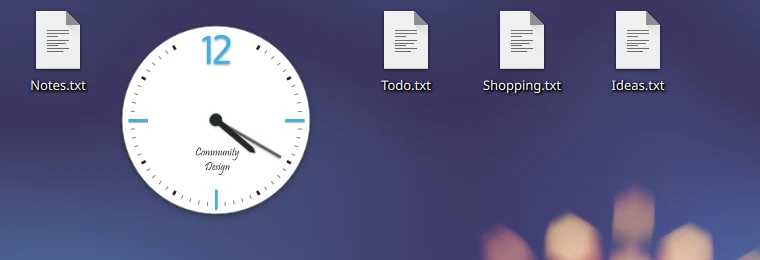 12
Community
Design
Notes.txt
Todo.txt
Shopping.txt
Ideas.txt